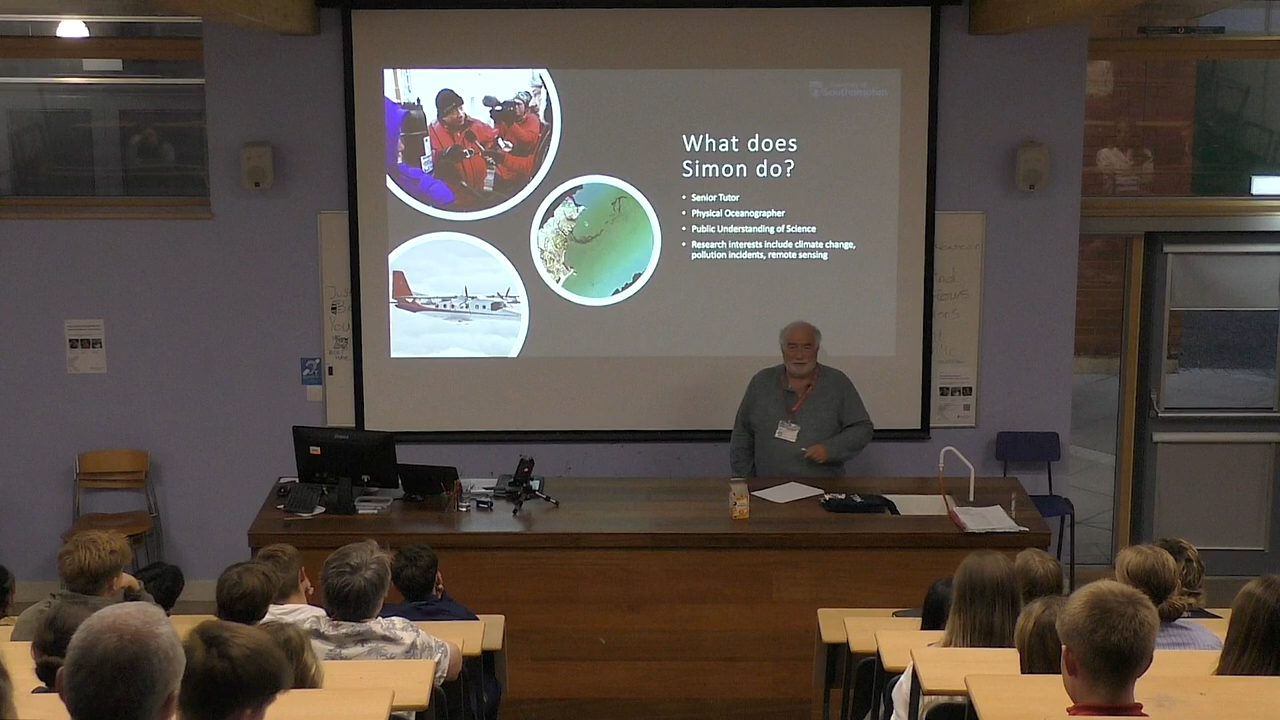 Southampton
What does
Simon do?
• Senior Tutor
• Physical Oceanographer
• Public Understanding of Science
• Research interests include climate change,
pollution incidents, remote sensing